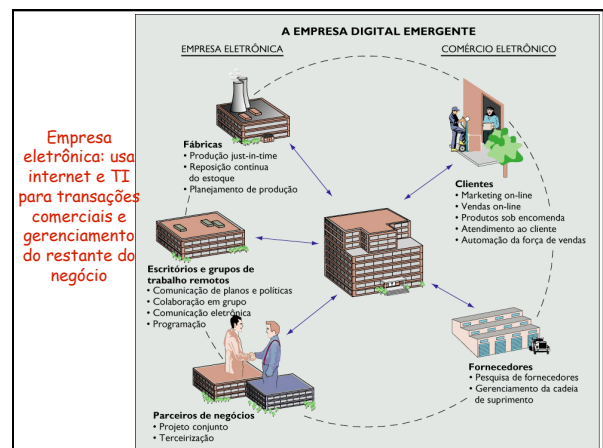 A EMPRESA DIGITAL EMERGENTE
EMPRESA ELETRÔNICA
COMÉRCIO ELETRÔNICO
Empresa
eletrônica: usa
internet e TI
para transações
comerciais e
gerenciamento
do restante do
negócio
Fábricas
• Produção just-in-time
• Reposição contínua
do estoque
• Planejamento de produção
Clientes
• Marketing on-line
• Vendas on-line
• Produtos sob encomenda
• Atendimento ao cliente
• Automação da força de vendas
Escritórios e grupos de
trabalho remotos
• Comunicação de planos e políticas
• Colaboração em grupo
• Comunicação eletrônica
• Programação
Fornecedores
• Pesquisa de fornecedores
• Gerenciamento da cadeia
de suprimento
Parceiros de negócios
• Projeto conjunto
• Terceirização